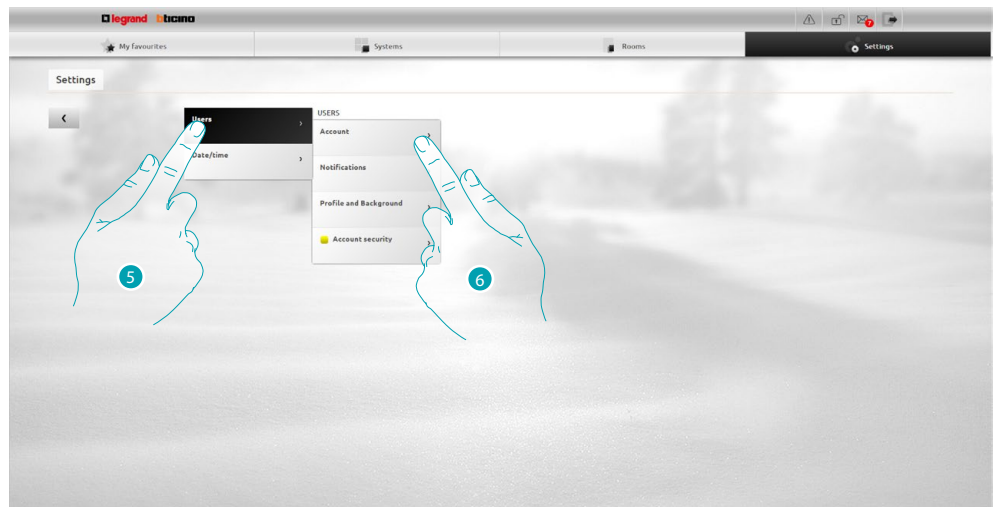 legrand bticino
7
My favourites
Systems
Rooms
Settings
Settings
Users
Date/time
USERS
Account
Notifications
Profile and Background
Account security
5
6